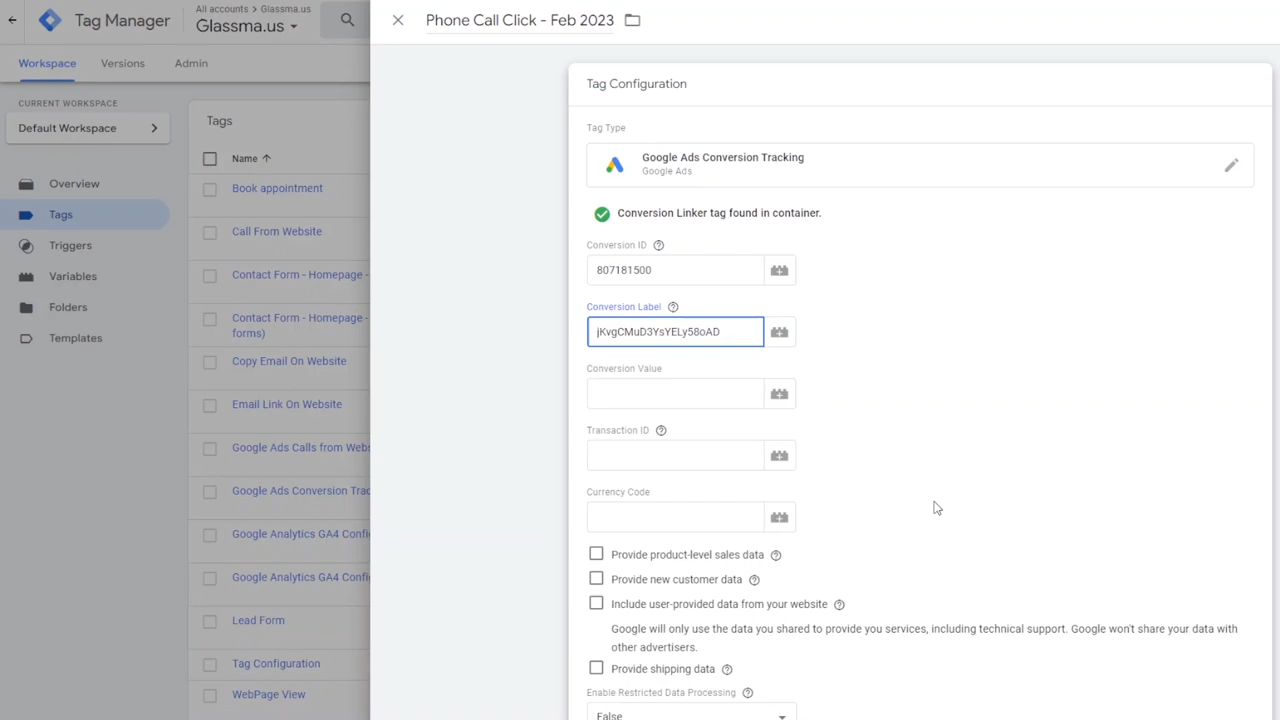 Tag Manager
All accounts > Glassma.us
Glassma.us
Phone Call Click - Feb 2023
Workspace
Versions
Admin
CURRENT WORKSPACE
Default Workspace
Overview
Tags
Triggers
Variables
Folders
Templates
Tags
Name
Book appointment
Call From Website
Contact Form - Homepage -
Contact Form - Homepage -
forms)
Copy Email On Website
Email Link On Website
Google Ads Calls from Webs
Google Ads Conversion Trac
Google Analytics GA4 Confi
Google Analytics GA4 Confi
Lead Form
Tag Configuration
WebPage View
Tag Configuration
Tag Type
Google Ads Conversion Tracking
Google Ads
Conversion Linker tag found in container.
Conversion ID
807181500
Conversion Label
jKvgCMuD3YsYELy58oAD
Conversion Value
Transaction ID
Currency Code
Provide product-level sales data
Provide new customer data
Include user-provided data from your website
Google will only use the data you shared to provide you services, including technical support. Google won't share your data with
other advertisers.
Provide shipping data
Enable Restricted Data Processing
False